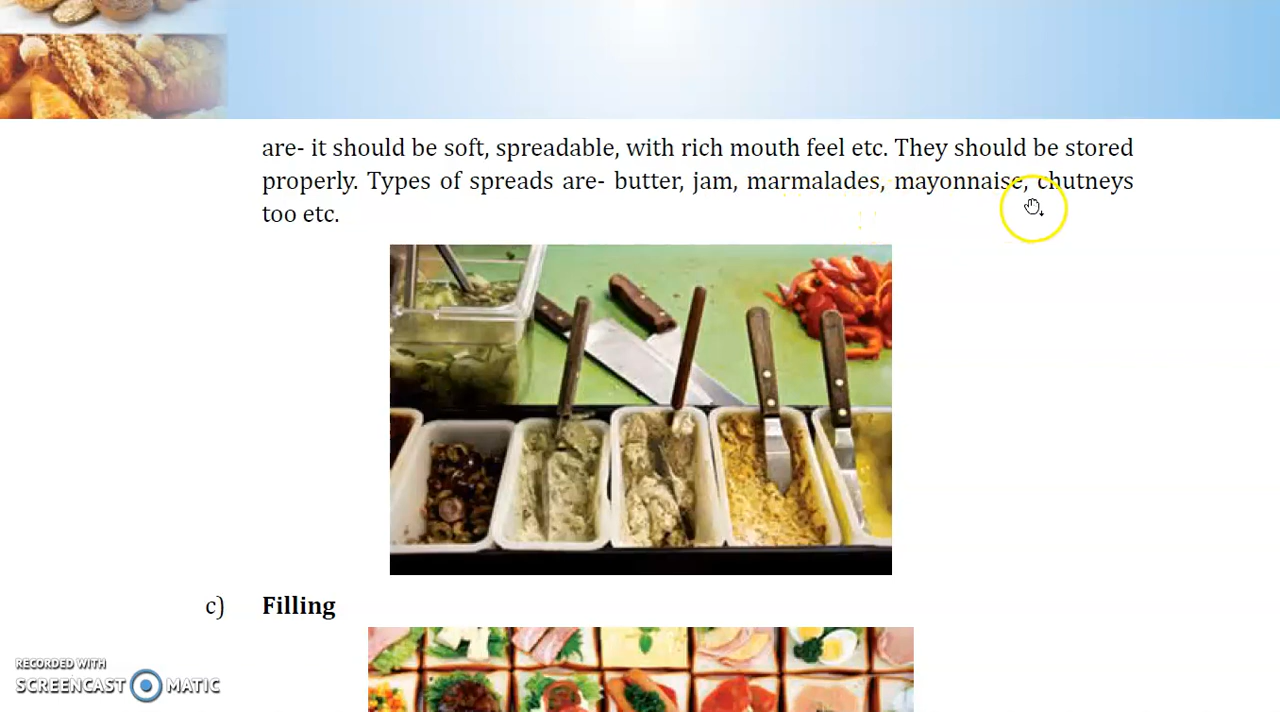 are- it should be soft, spreadable, with rich mouth feel etc. They should be stored
properly. Types of spreads are- butter, jam, marmalades, mayonnaise, chutneys
too etc.
c) Filling
RECORDED WITH
SCREENCAST MATIC